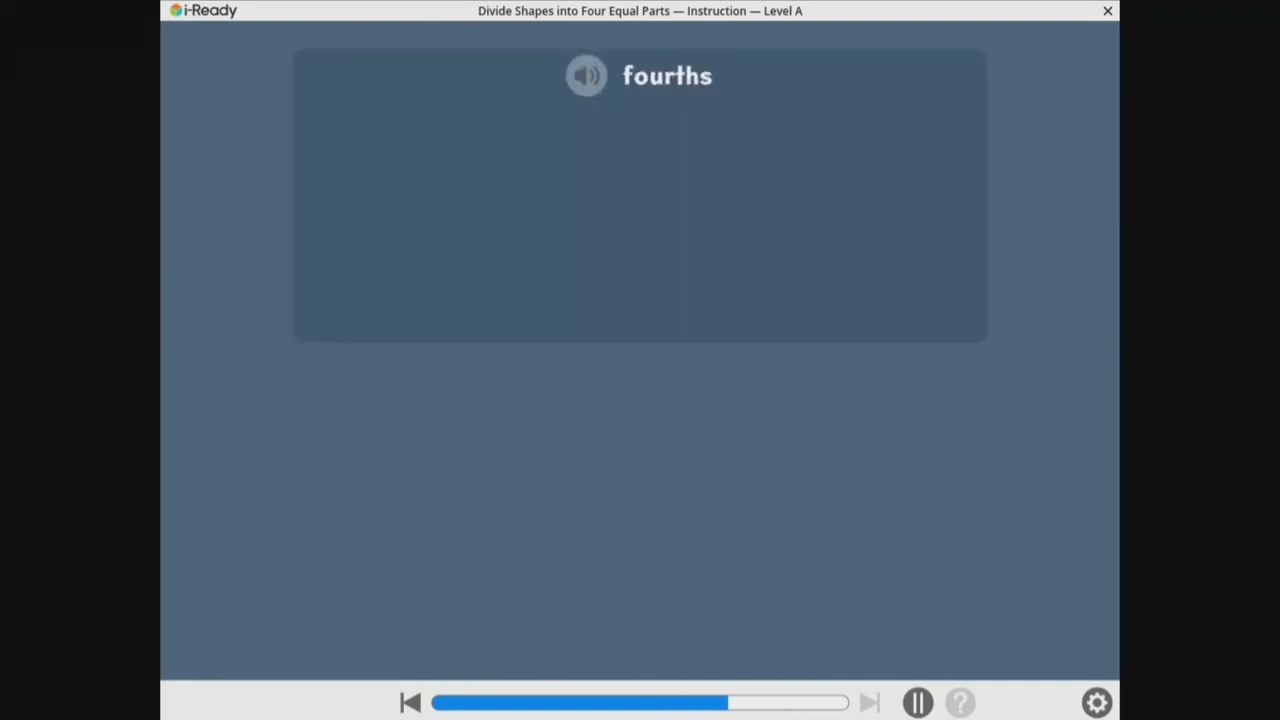 i-Ready
Divide Shapes into Four Equal Parts — Instruction — Level A
fourths